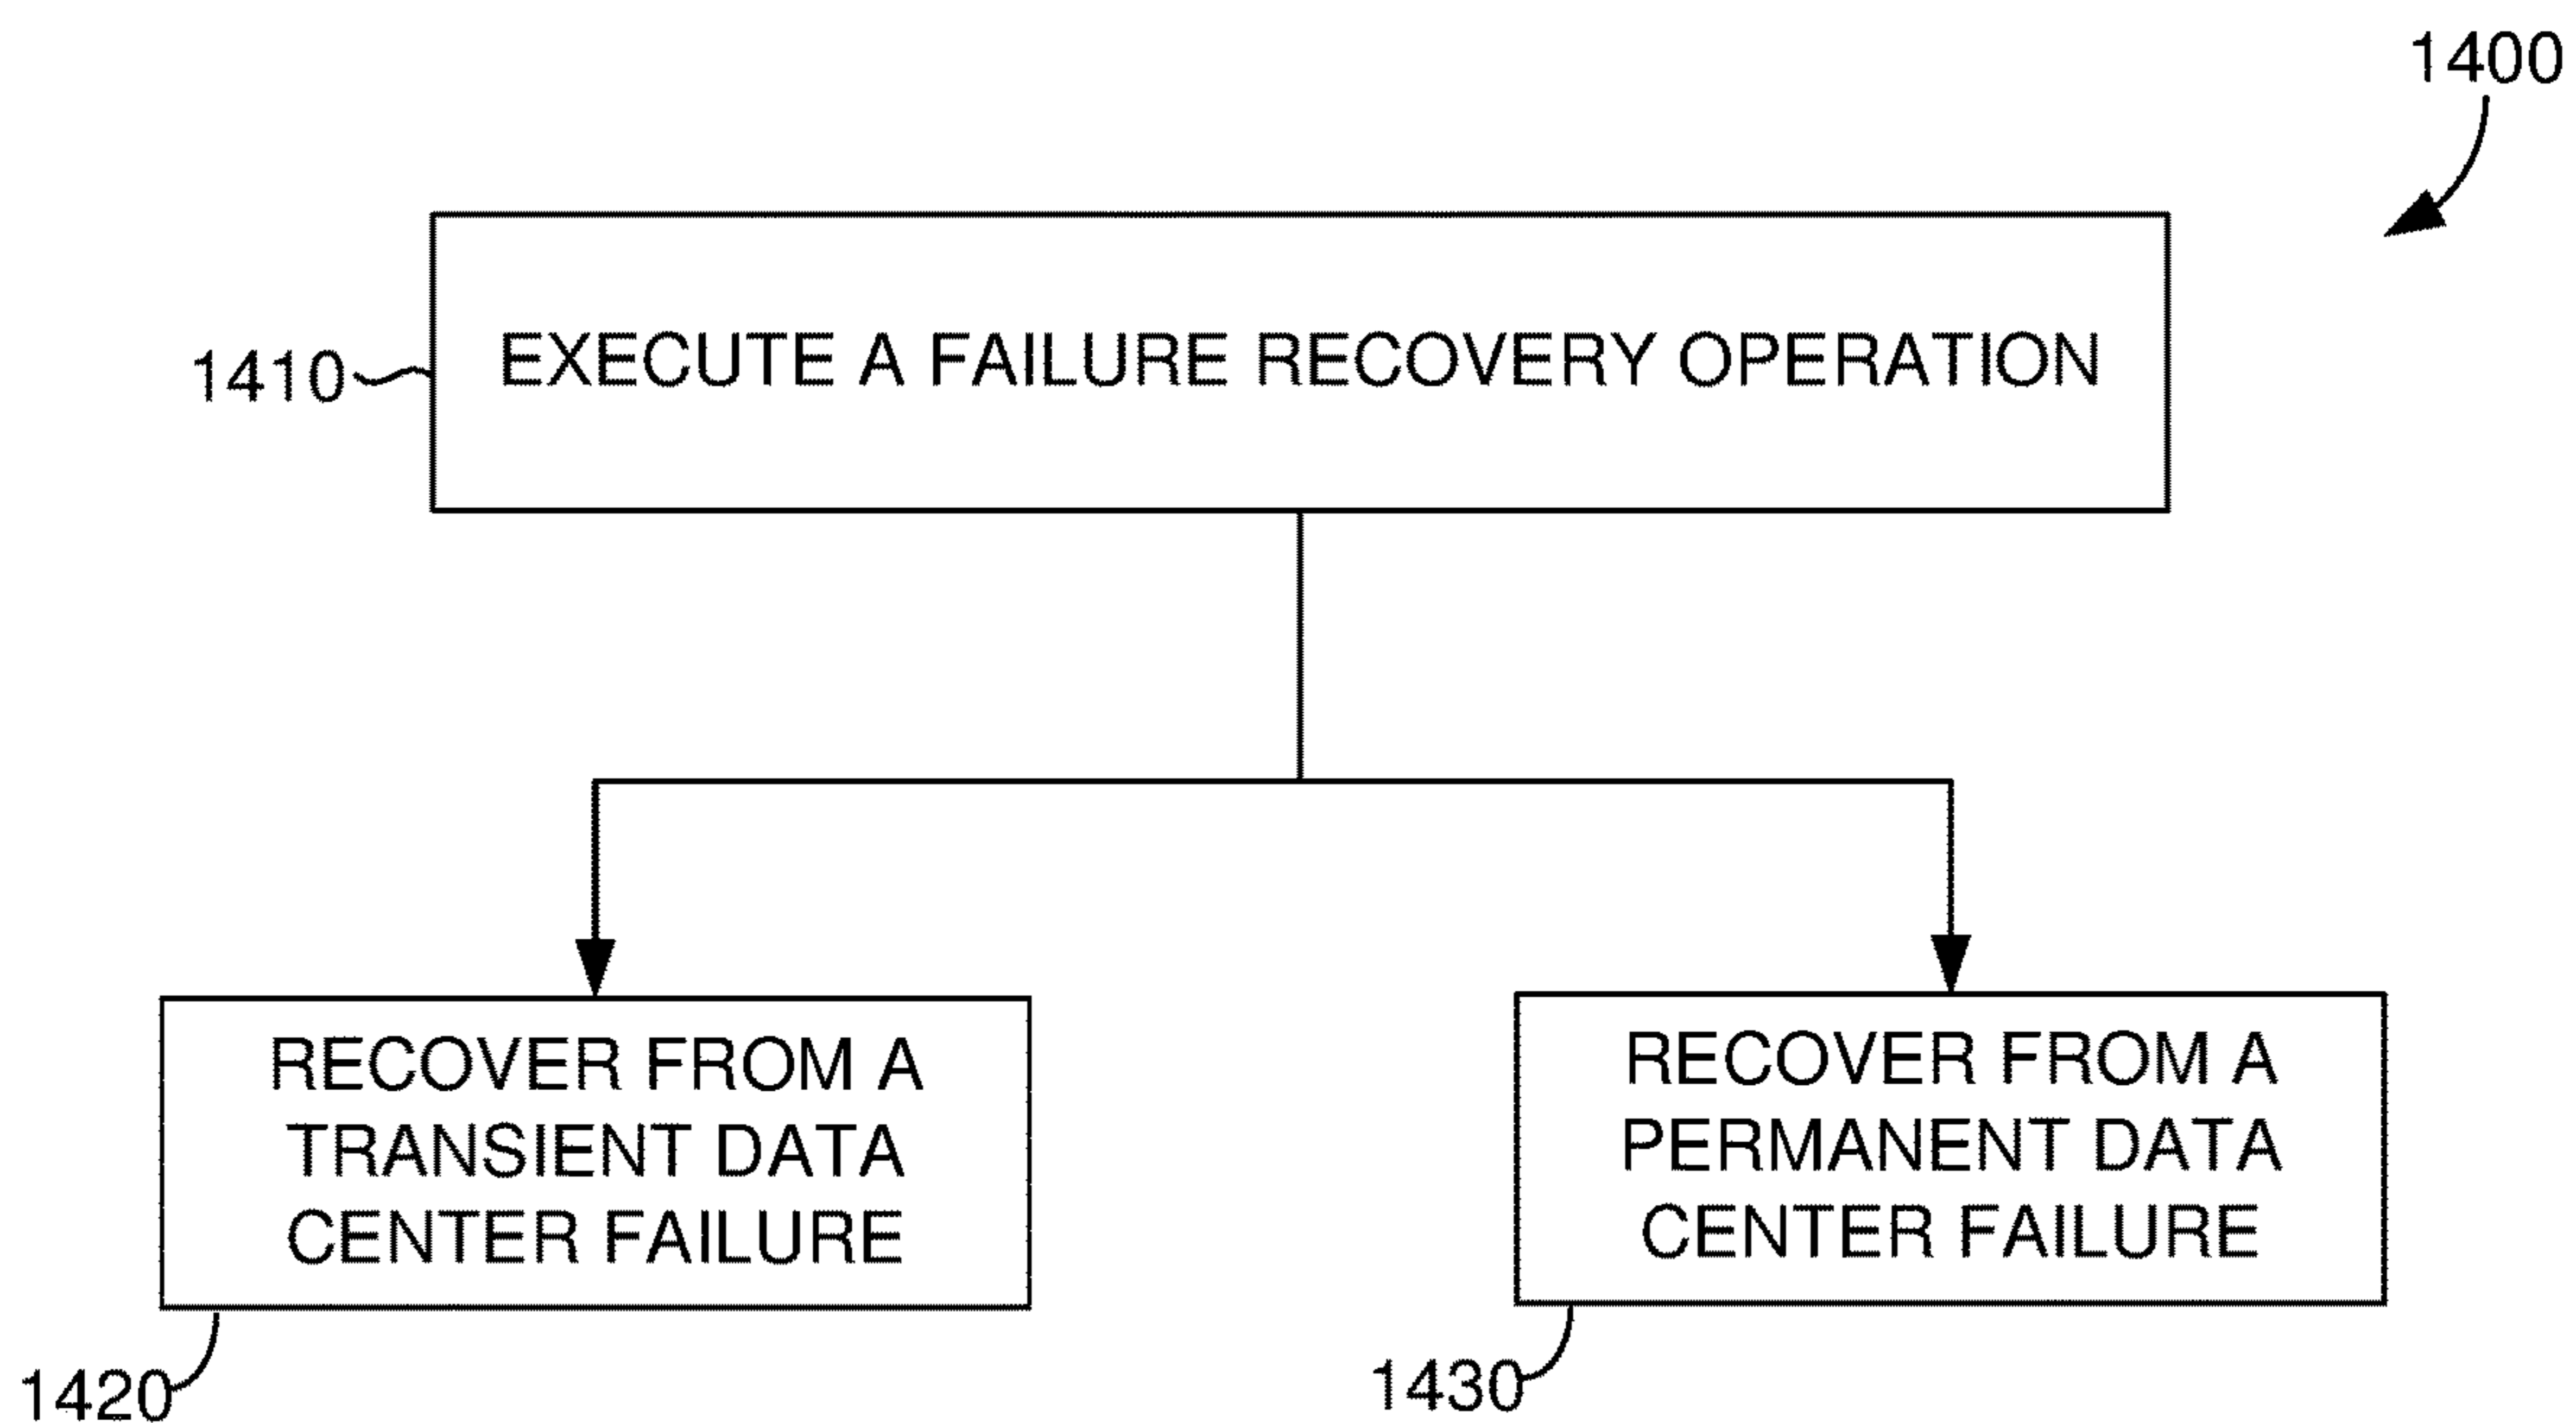 1400
1410
EXECUTE A FAILURE RECOVERY OPERATION
RECOVER FROM A
TRANSIENT DATA
CENTER FAILURE
1420
RECOVER FROM A
PERMANENT DATA
CENTER FAILURE
1430